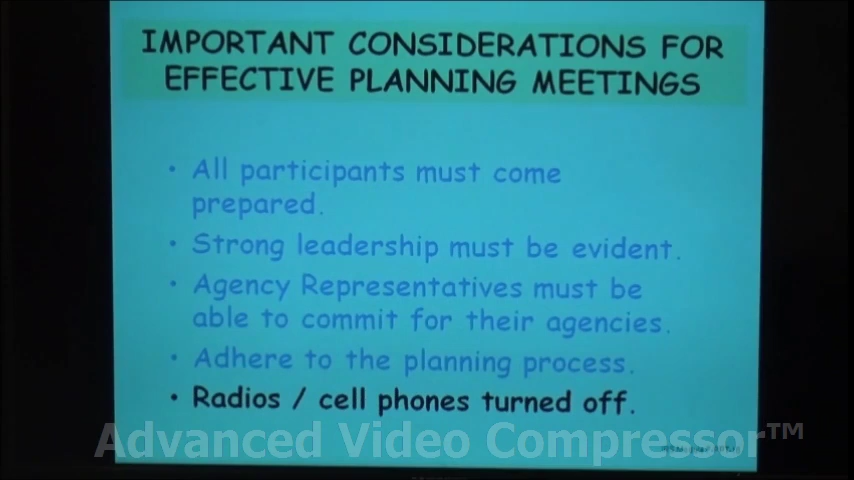 IMPORTANT CONSIDERATIONS FOR
EFFECTIVE PLANNING MEETINGS
• All participants must come
prepared.
• Strong leadership must be evident.
• Agency Representatives must be
able to commit for their agencies.
• Adhere to the planning process.
• Radios / cell phones turned off.
Advanced Video Compressor™